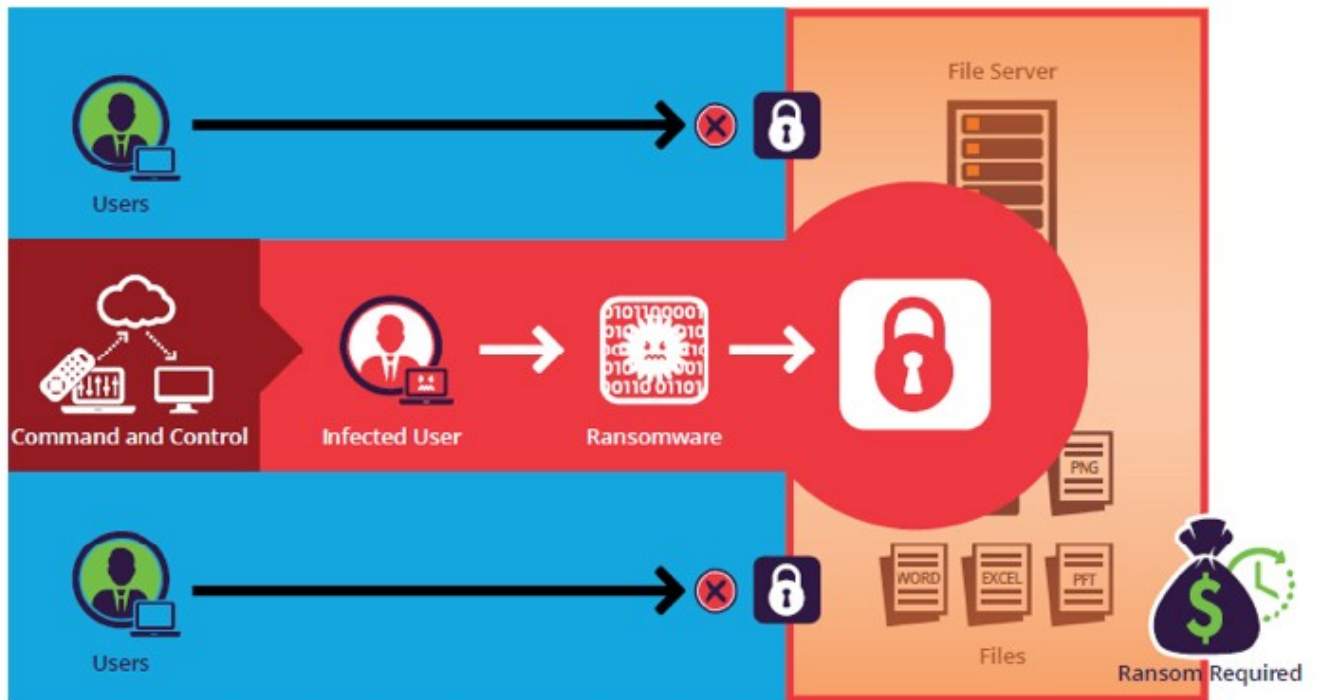 File Server
Users
Command and Control
Infected User
Ransomware
PNG
WORD
EXCEL
PFT
Users
Files
$
Ransom Required